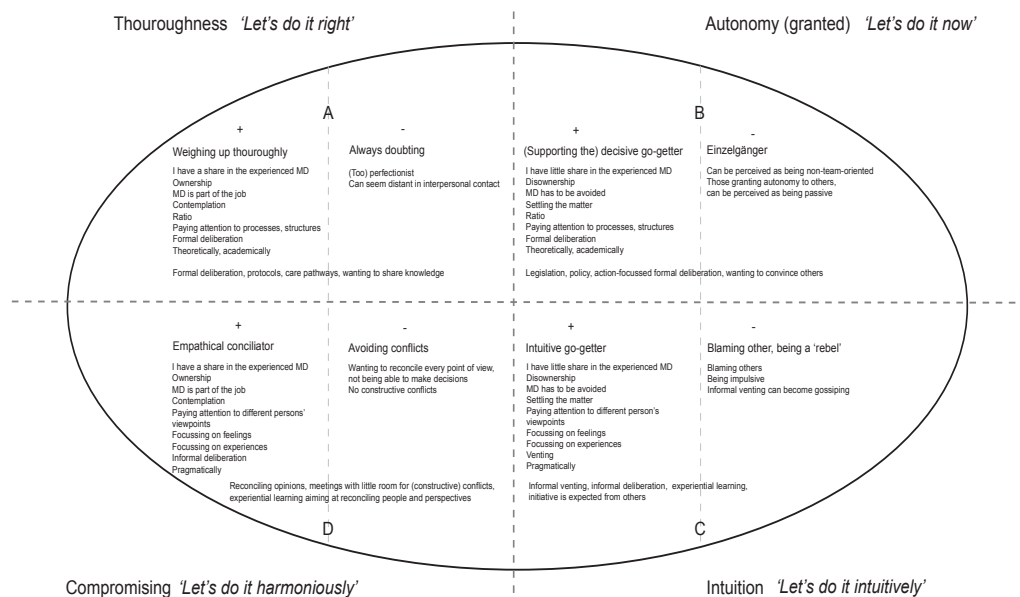 Thouroughness 'Let's do it right'
Autonomy (granted) 'Let's do it now'
A
+
-
Weighing up thouroughly
I have a share in the experienced MD
Ownership
MD is part of the job
Contemplation
Ratio
Paying attention to processes, structures
Formal deliberation
Theoretically, academically
Always doubting
(Too) perfectionist
Can seem distant in interpersonal contact
Formal deliberation, protocols, care pathways, wanting to share knowledge
B
+
-
(Supporting the) decisive go-getter
I have little share in the experienced MD
Disownership
MD has to be avoided
Settling the matter
Ratio
Paying attention to processes, structures
Formal deliberation
Theoretically, academically
Einzelgänger
Can be perceived as being non-team-oriented
Those granting autonomy to others,
can be perceived as being passive
Legislation, policy, action-focussed formal deliberation, wanting to convince others
+
-
Empathical conciliator
I have a share in the experienced MD
Ownership
MD is part of the job
Contemplation
Paying attention to different persons'
viewpoints
Focussing on feelings
Focussing on experiences
Informal deliberation
Pragmatically
Avoiding conflicts
Wanting to reconcile every point of view,
not being able to make decisions
No constructive conflicts
Reconciling opinions, meetings with little room for (constructive) conflicts,
experiential learning aiming at reconciling people and perspectives
D
+
-
Intuitive go-getter
I have little share in the experienced MD
Disownership
MD has to be avoided
Settling the matter
Paying attention to different person's
viewpoints
Focussing on feelings
Focussing on experiences
Venting
Pragmatically
Blaming other, being a 'rebel'
Blaming others
Being impulsive
Informal venting can become gossiping
Informal venting, informal deliberation, experiential learning,
initiative is expected from others
C
Compromising 'Let's do it harmoniously'
Intuition 'Let's do it intuitively'